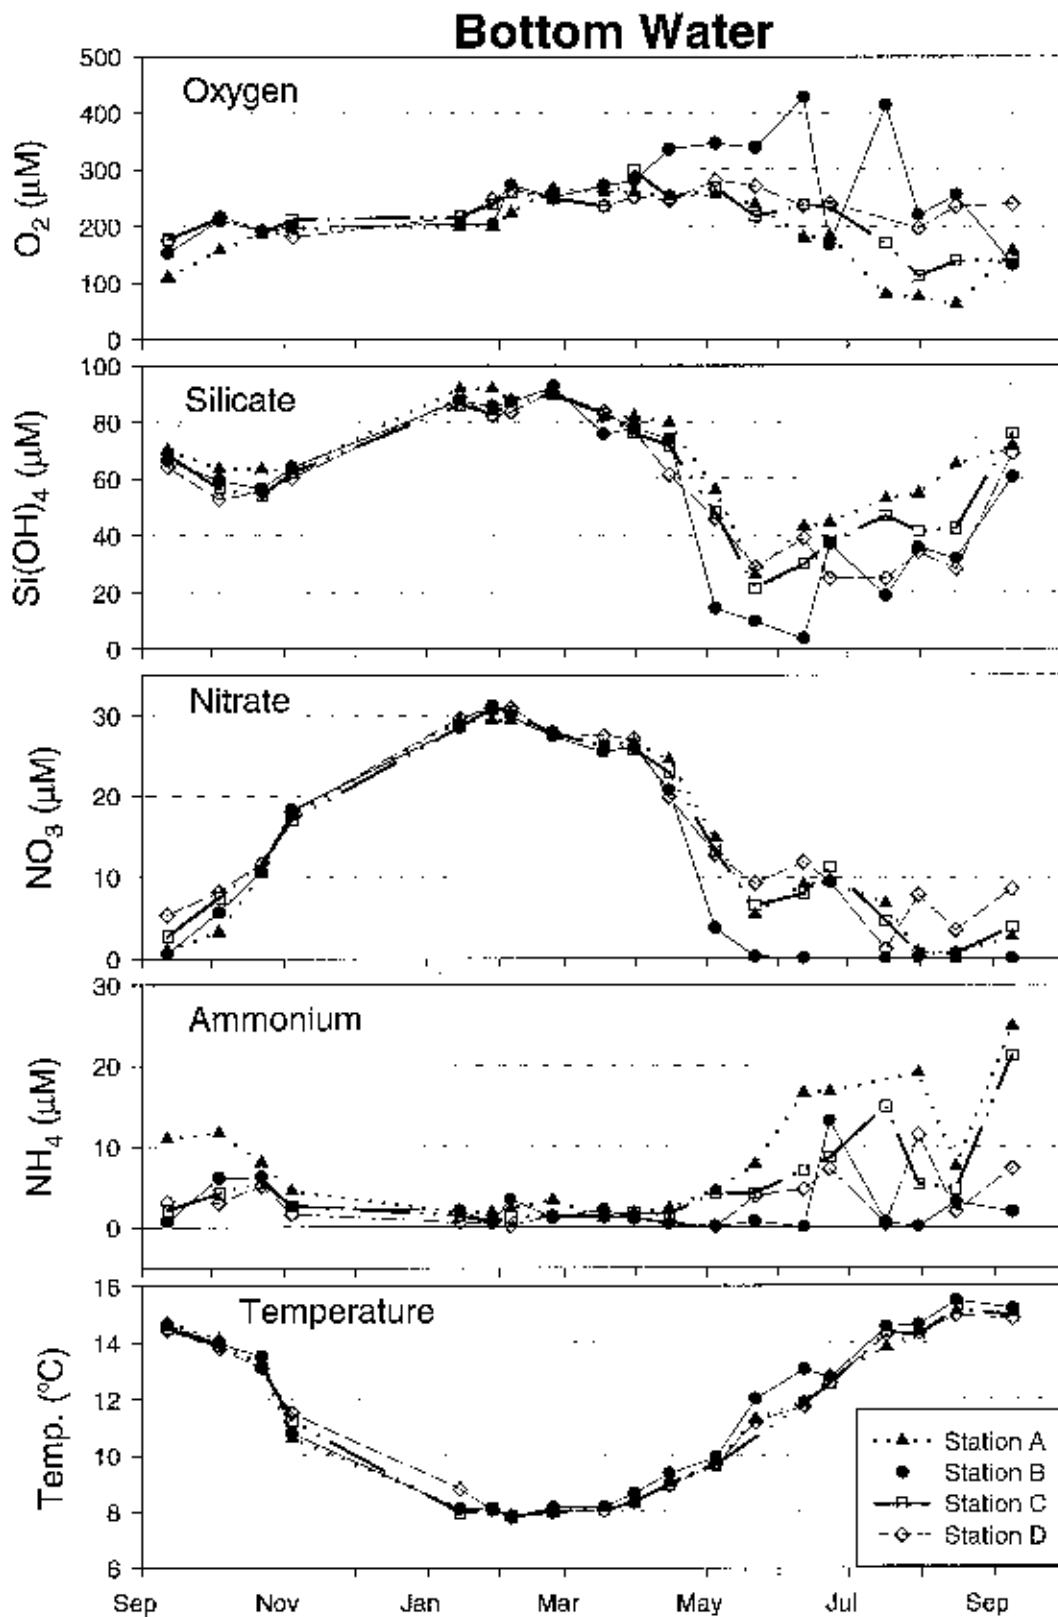 Bottom Water
500
Oxygen
400
300
200
100
0
O2 (µM)
100
Silicate
80
60
40
20
0
Si(OH)4 (µM)
Nitrate
30
20
10
0
NO3 (µM)
30
Ammonium
20
10
0
NH4 (µM)
16
Temperature
14
12
10
8
6
Temp. (ºC)
Station A
Station B
Station C
Station D
Sep Nov Jan Mar May Jul Sep